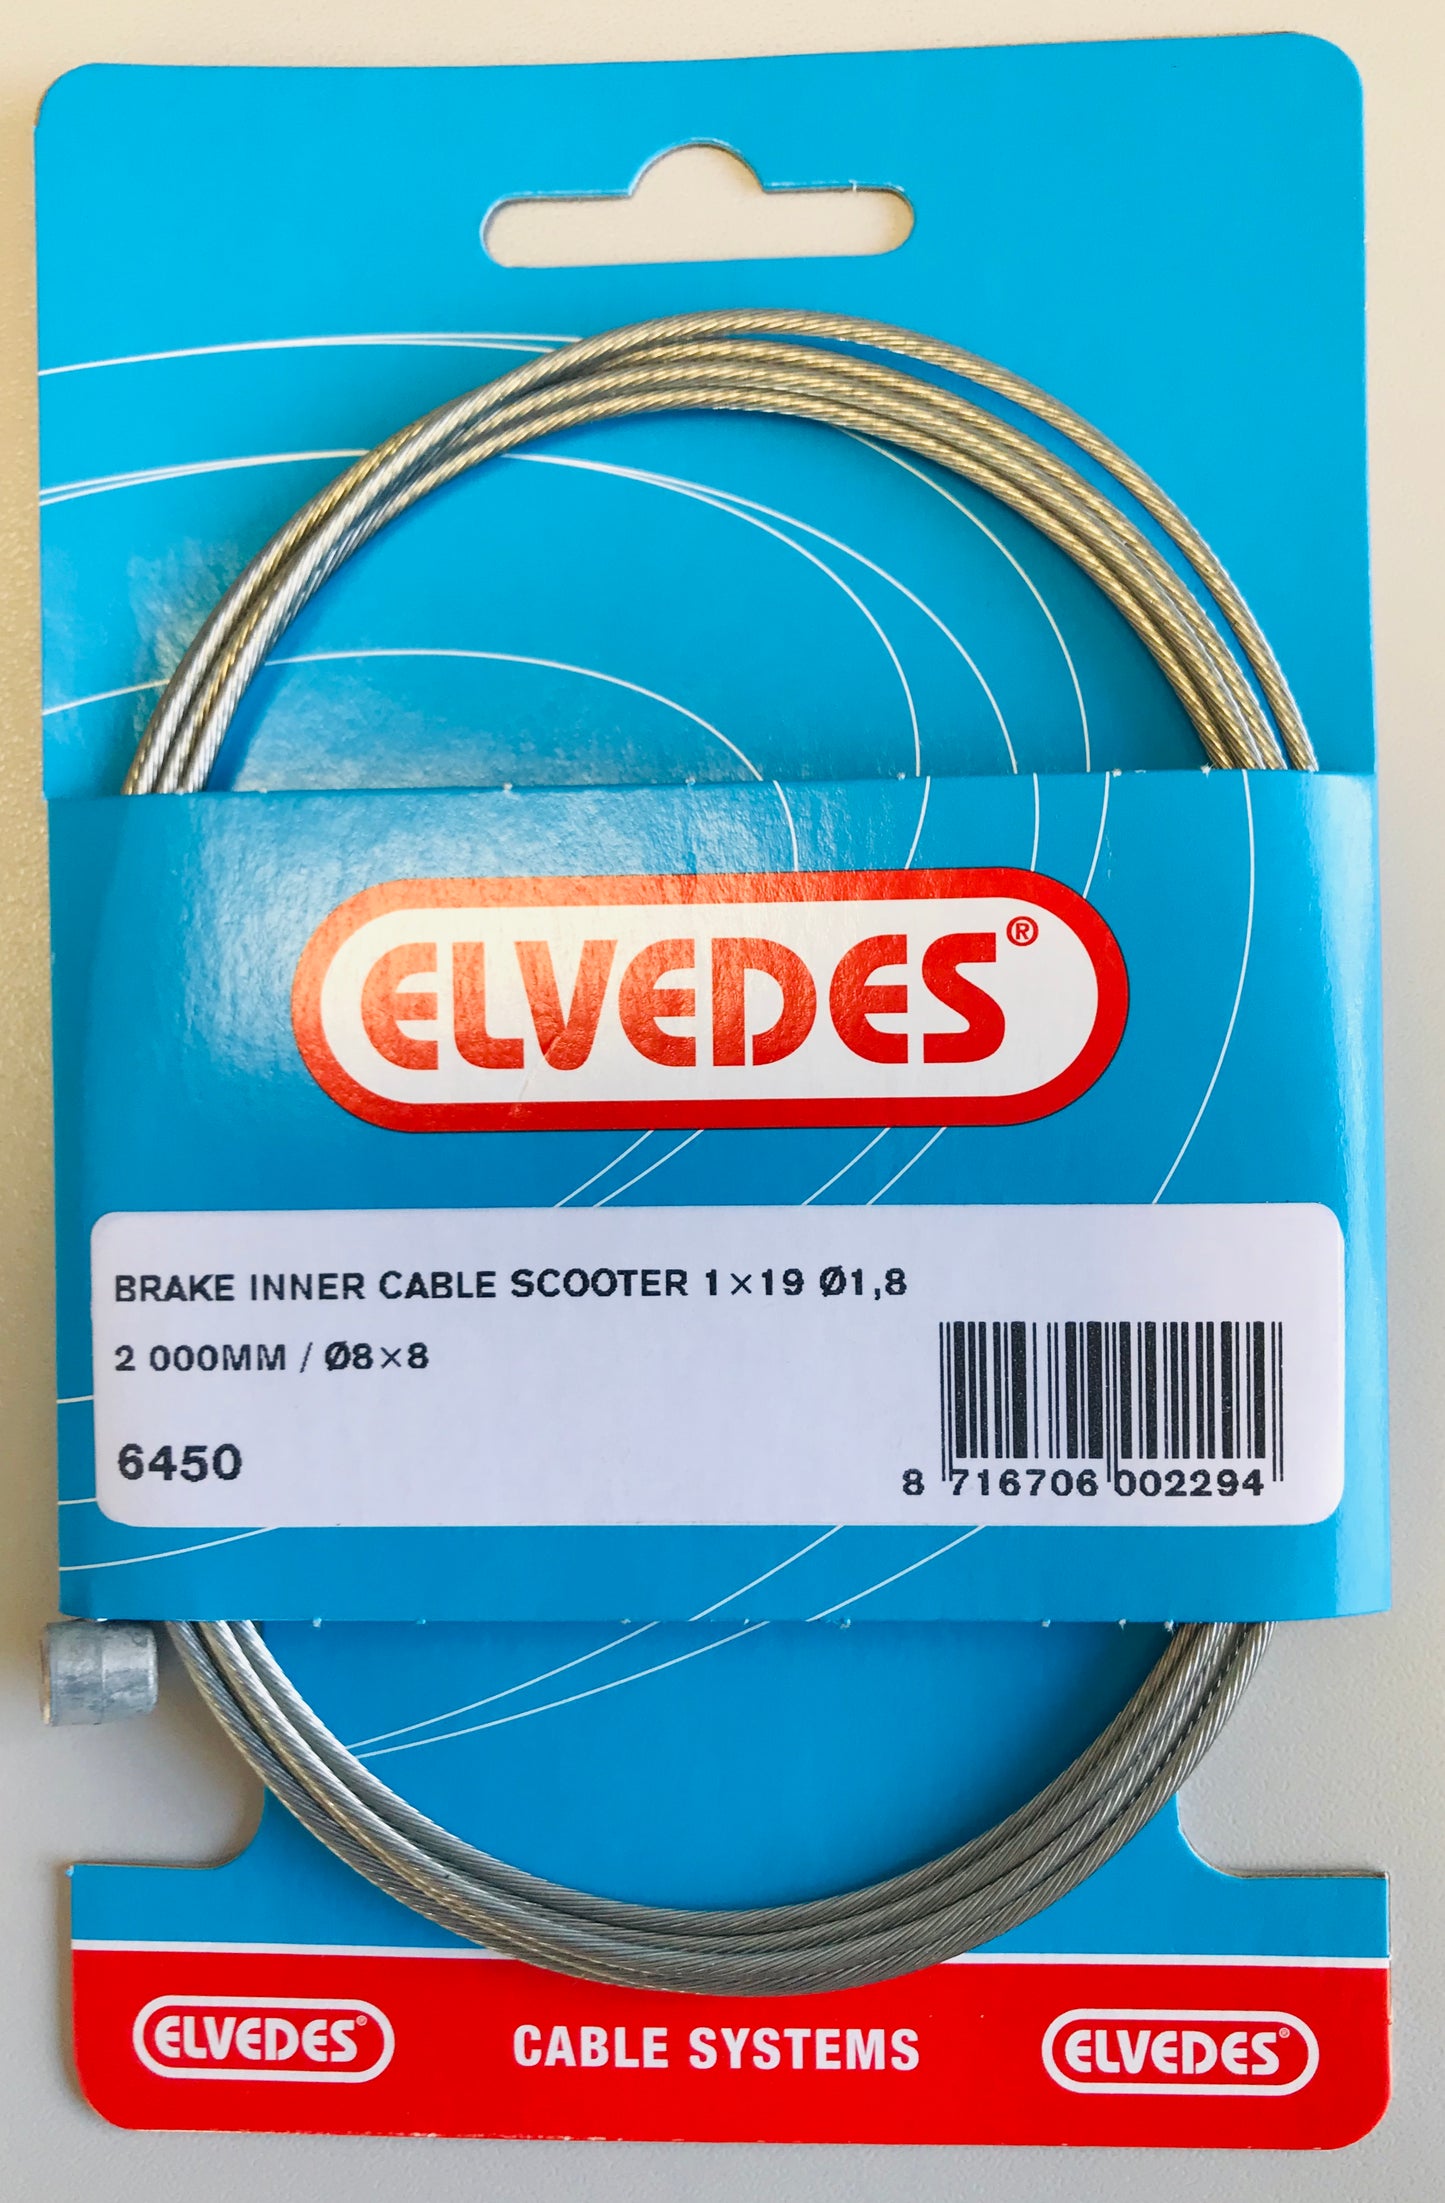 ELVEDES®
BRAKE INNER CABLE SCOOTER 1×19 Ø1,8
2 000MM / Ø8×8
6450
8 716706 002294
ELVEDES® CABLE SYSTEMS ELVEDES®